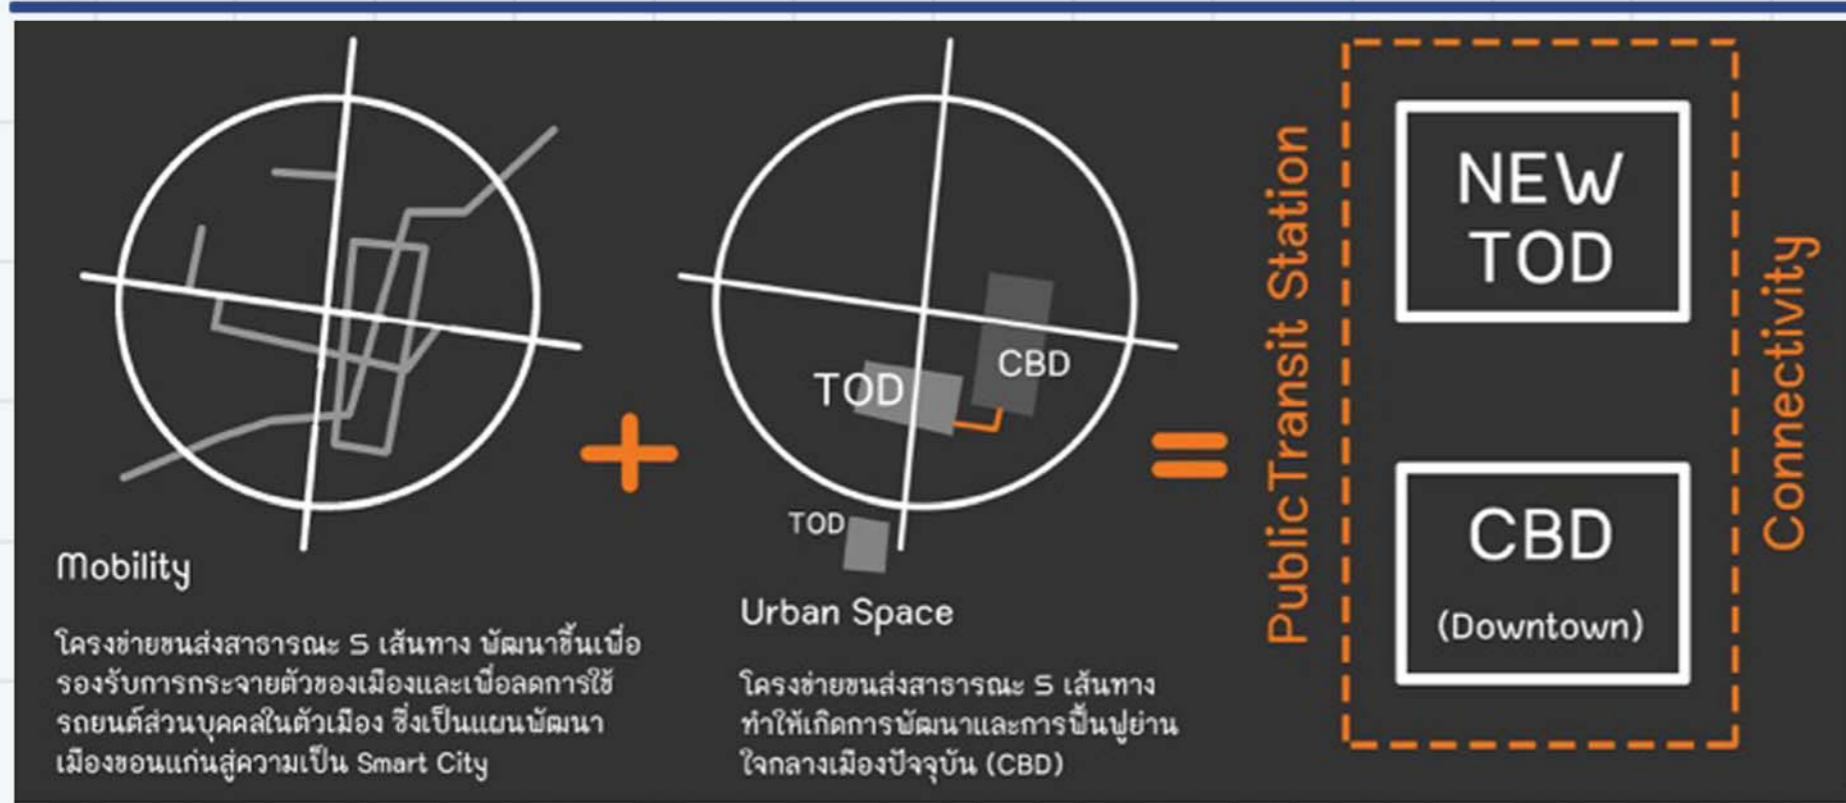 Mobility
โครงข่ายขนส่งสาธารณะ 5 เส้นทาง พัฒนาขึ้นเพื่อ
รองรับการกระจายตัวของเมืองและเพื่อลดการใช้
รถยนต์ส่วนบุคคลในตัวเมือง ซึ่งเป็นแผนพัฒนา
เมืองขอนแก่นสู่ความเป็น Smart City
TOD
CBD
TOD
Urban Space
โครงข่ายขนส่งสาธารณะ 5 เส้นทาง
ทำให้เกิดการพัฒนาและการฟื้นฟูย่าน
ใจกลางเมืองปัจจุบัน (CBD)
Public Transit Station
NEW
TOD
CBD
(Downtown)
Connectivity